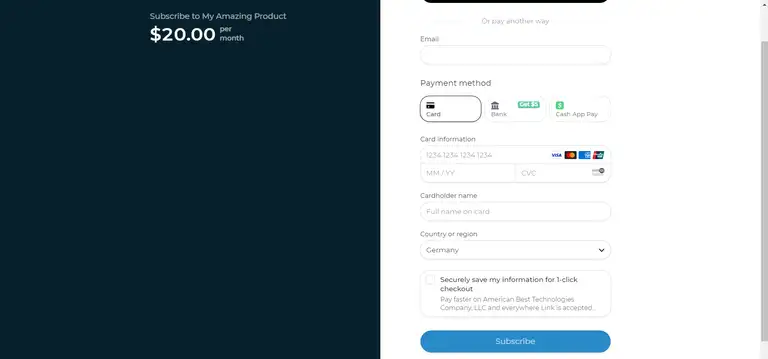 Subscribe to My Amazing Product
$20.00 per month
Or pay another way
Email
Payment method
Card
Bank
Get $5
$
Cash App Pay
Card information
1234 1234 1234 1234
VISA
MM / YY
CVC
Cardholder name
Full name on card
Country or region
Germany
Securely save my information for 1-click
checkout
Pay faster on American Best Technologies
Company, LLC and everywhere Link is accepted.
Subscribe